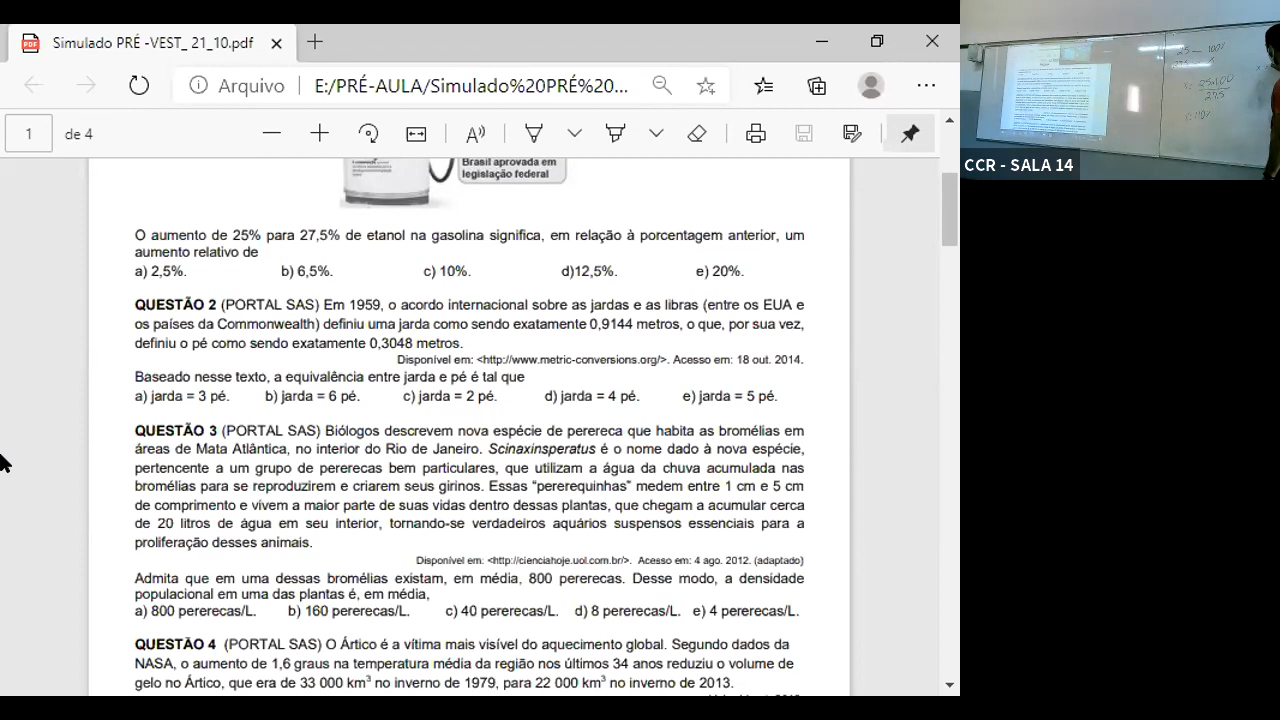 Simulado PRÉ -VEST_ 21_10.pdf
Arquivo
E:/PRÉ-AULA/Simulado%20PRÉ%20...
1
de 4
Brasil aprovada em
legislação federal
O aumento de 25% para 27,5% de etanol na gasolina significa, em relação à porcentagem anterior, um
aumento relativo de
a) 2,5%. b) 6,5%. c) 10%. d)12,5%. e) 20%.
QUESTÃO 2 (PORTAL SAS) Em 1959, o acordo internacional sobre as jardas e as libras (entre os EUA e
os países da Commonwealth) definiu uma jarda como sendo exatamente 0,9144 metros, o que, por sua vez,
definiu o pé como sendo exatamente 0,3048 metros.
Disponível em: <http://www.metric-conversions.org/>. Acesso em: 18 out. 2014.
Baseado nesse texto, a equivalência entre jarda e pé é tal que
a) jarda = 3 pé. b) jarda = 6 pé. c) jarda = 2 pé. d) jarda = 4 pé. e) jarda = 5 pé.
QUESTÃO 3 (PORTAL SAS) Biólogos descrevem nova espécie de perereca que habita as bromélias em
áreas de Mata Atlântica, no interior do Rio de Janeiro. Scinaxinsperatus é o nome dado à nova espécie,
pertencente a um grupo de pererecas bem particulares, que utilizam a água da chuva acumulada nas
bromélias para se reproduzirem e criarem seus girinos. Essas “pererequinhas” medem entre 1 cm e 5 cm
de comprimento e vivem a maior parte de suas vidas dentro dessas plantas, que chegam a acumular cerca
de 20 litros de água em seu interior, tornando-se verdadeiros aquários suspensos essenciais para a
proliferação desses animais.
Disponível em: <http://cienciahoje.uol.com.br/>. Acesso em: 4 ago. 2012. (adaptado)
Admita que em uma dessas bromélias existam, em média, 800 pererecas. Desse modo, a densidade
populacional em uma das plantas é, em média,
a) 800 pererecas/L. b) 160 pererecas/L. c) 40 pererecas/L. d) 8 pererecas/L. e) 4 pererecas/L.
QUESTÃO 4 (PORTAL SAS) O Ártico é a vítima mais visível do aquecimento global. Segundo dados da
NASA, o aumento de 1,6 graus na temperatura média da região nos últimos 34 anos reduziu o volume de
gelo no Ártico, que era de 33 000 km³ no inverno de 1979, para 22 000 km³ no inverno de 2013.
CCR - SALA 14